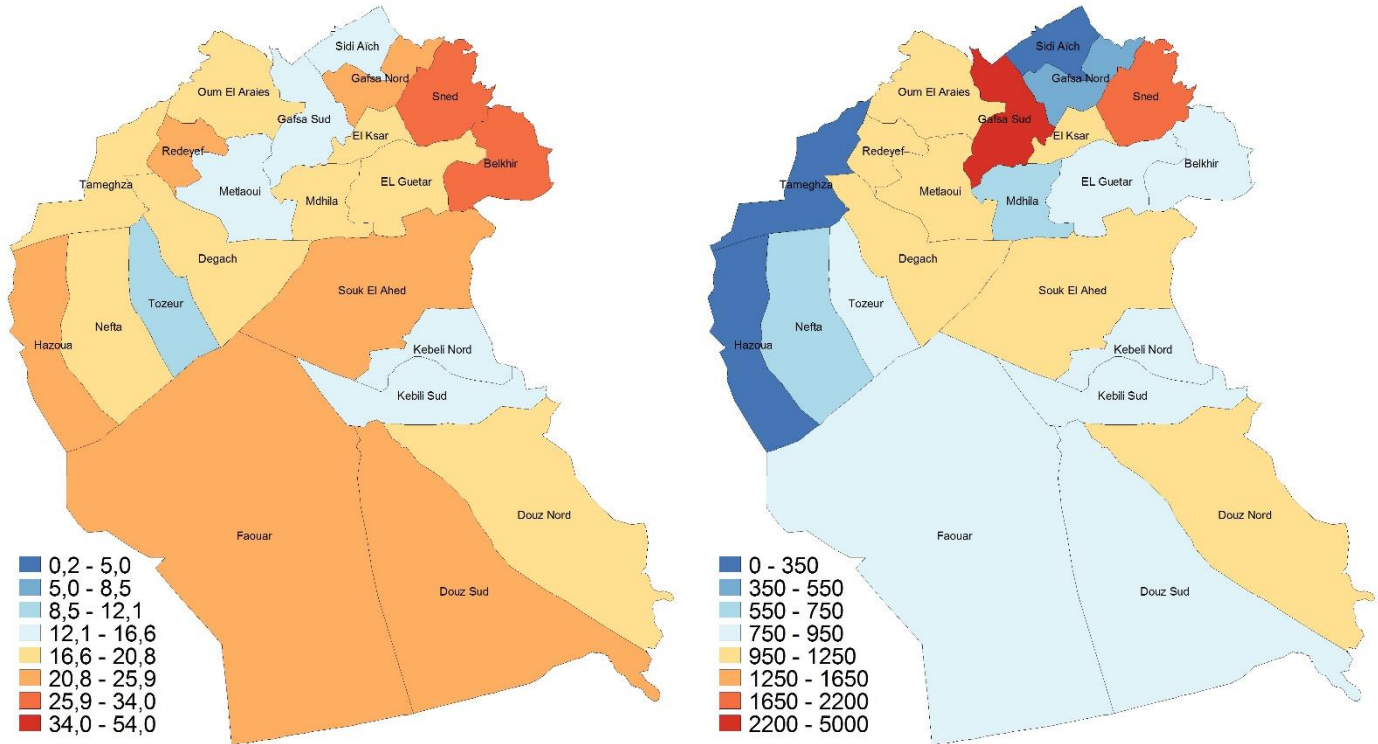 Sidi Aïch
Gafsa Nord
Oum El Araies
Sned
Gafsa Sud
El Ksar
Redeyef
Belkhir
Tameghza
Metlaoui
EL Guetar
Mdhila
Degach
Souk El Ahed
Tozeur
Nefta
Hazoua
Kebeli Nord
Kebili Sud
Douz Nord
Faouar
Douz Sud
0,2 - 5,0
5,0 - 8,5
8,5 - 12,1
12,1 - 16,6
16,6 - 20,8
20,8 - 25,9
25,9 - 34,0
34,0 - 54,0
Sidi Aïch
Gafsa Nord
Oum El Araies
Sned
Gafsa Sud
El Ksar
Redeyef
Belkhir
Tameghza
Metlaoui
EL Guetar
Mdhila
Degach
Souk El Ahed
Tozeur
Nefta
Hazoua
Kebeli Nord
Kebili Sud
Douz Nord
Faouar
Douz Sud
0 - 350
350 - 550
550 - 750
750 - 950
950 - 1250
1250 - 1650
1650 - 2200
2200 - 5000